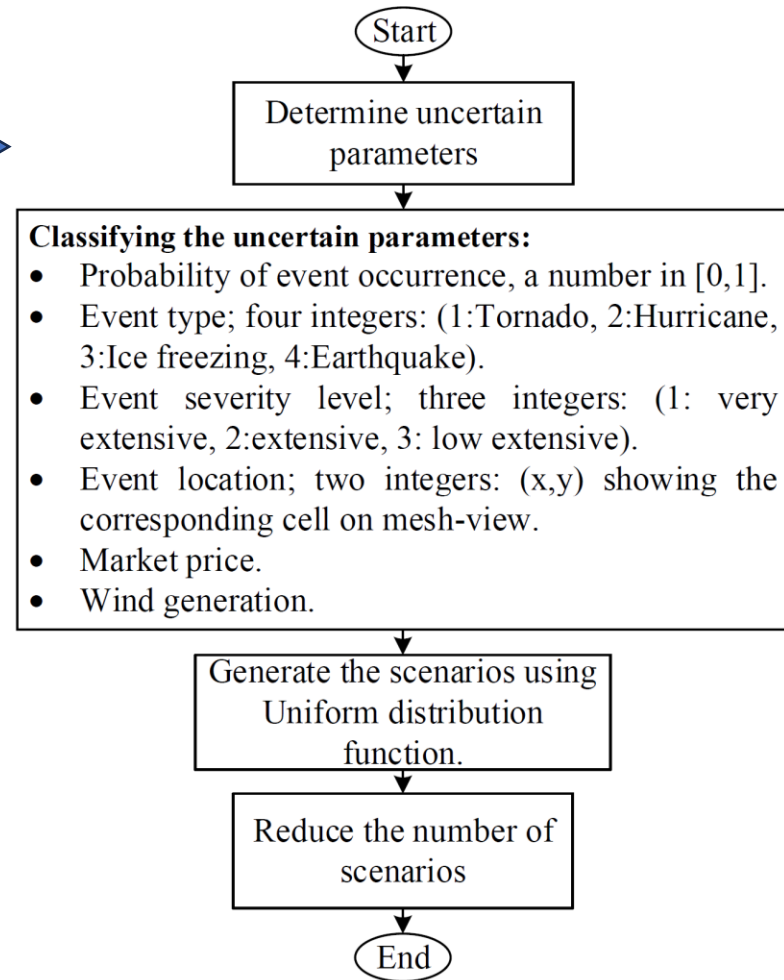 Start
Determine uncertain
parameters
Classifying the uncertain parameters:
• Probability of event occurrence, a number in [0,1].
• Event type; four integers: (1:Tornado, 2:Hurricane,
3:Ice freezing, 4:Earthquake).
• Event severity level; three integers: (1: very
extensive, 2:extensive, 3: low extensive).
• Event location; two integers: (x,y) showing the
corresponding cell on mesh-view.
• Market price.
• Wind generation.
Generate the scenarios using
Uniform distribution
function.
Reduce the number of
scenarios
End